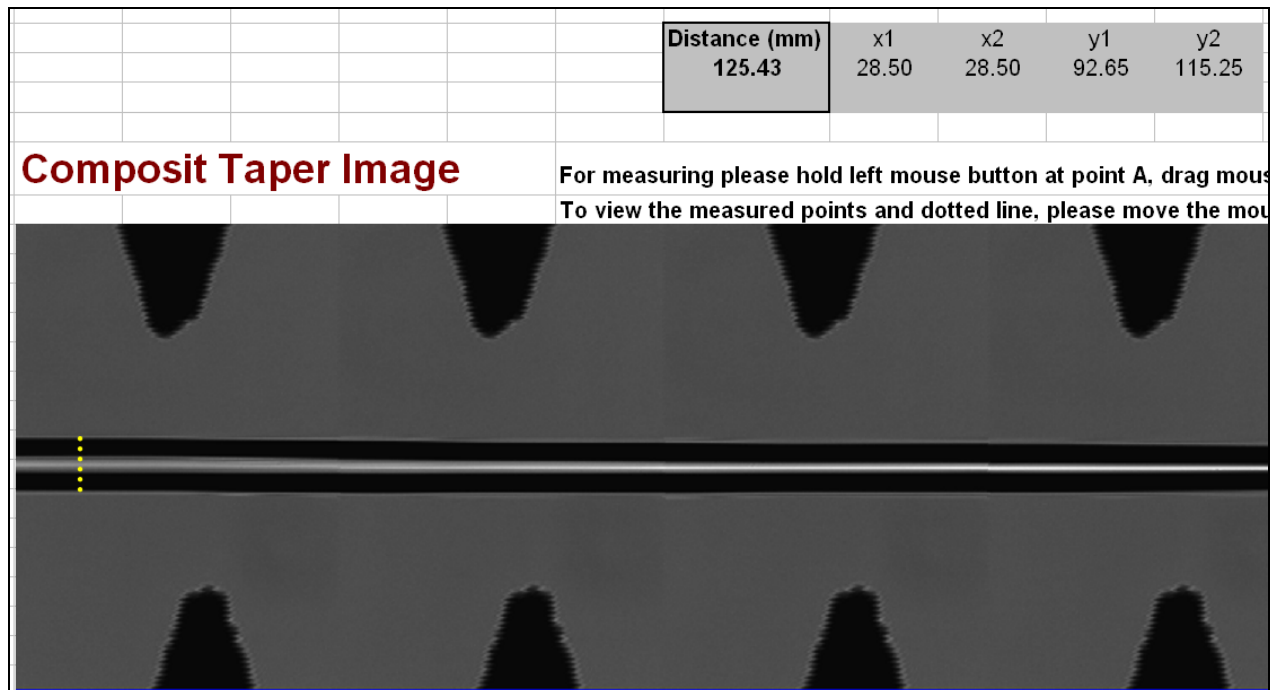 Distance (mm) x1 x2 y1 y2
125.43 28.50 28.50 92.65 115.25
Composit Taper Image
For measuring please hold left mouse button at point A, drag
To view the measured points and dotted line, please move the